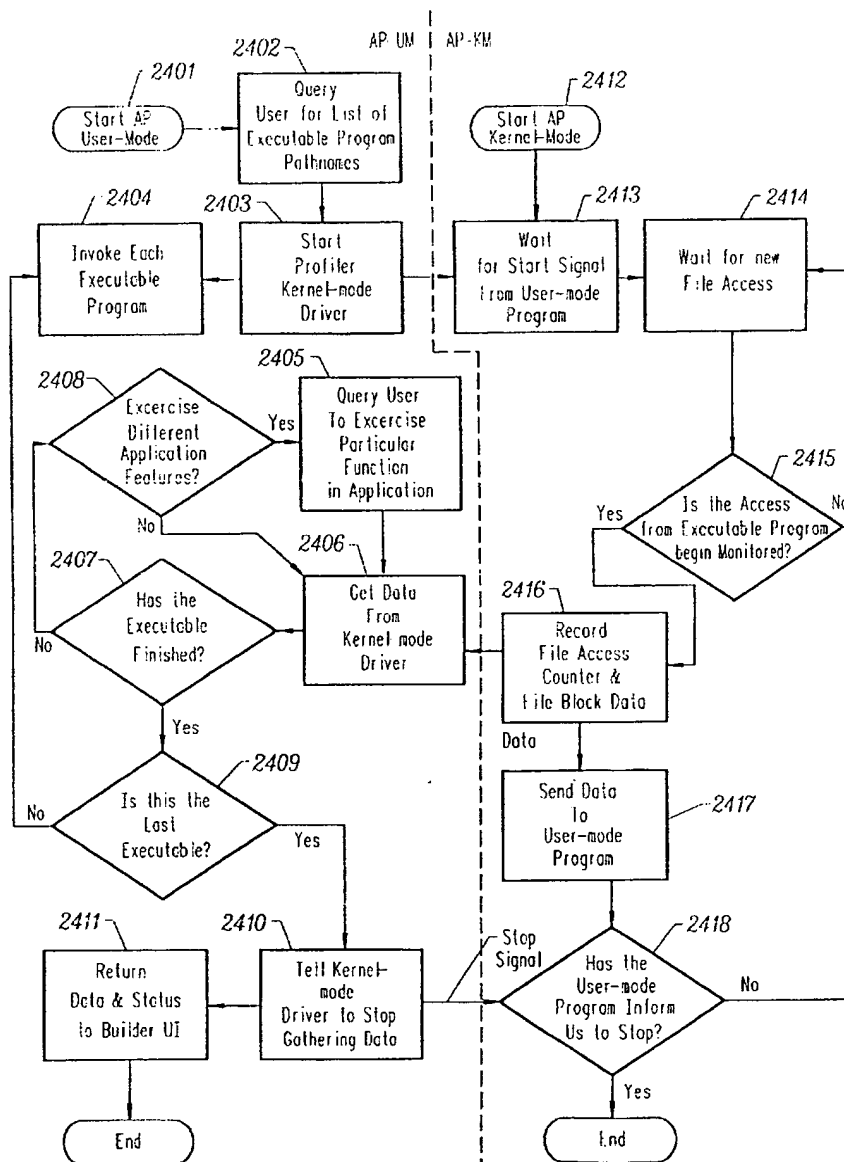 AP-UM
AP-KM
2401
Start AP
User-Mode
2402
Query
User for List of
Executable Program
Pathnames
2412
Start AP
Kernel-Mode
2404
Invoke Each
Executable
Program
2403
Start
Profiler
Kernel-mode
Driver
2413
Wait
for Start Signal
from User-mode
Program
2414
Wait for new
File Access
2408
Excercise
Different
Application
Features?
Yes
No
2405
Query User
To Excercise
Particular
Function
in Application
2415
Is the Access
from Executable Program
begin Monitored?
Yes
No
2407
Has the
Executable
Finished?
No
Yes
2406
Get Data
From
Kernel mode
Driver
2416
Record
File Access
Counter &
File Block Data
Data
2409
Is this the
Last
Executable?
No
Yes
2417
Send Data
To
User-mode
Program
2411
Return
Data & Status
to Builder UI
2410
Tell Kernel-
mode
Driver to Stop
Gathering Data
Stop
Signal
2418
Has the
User-mode
Program Inform
Us to Stop?
No
Yes
End
End